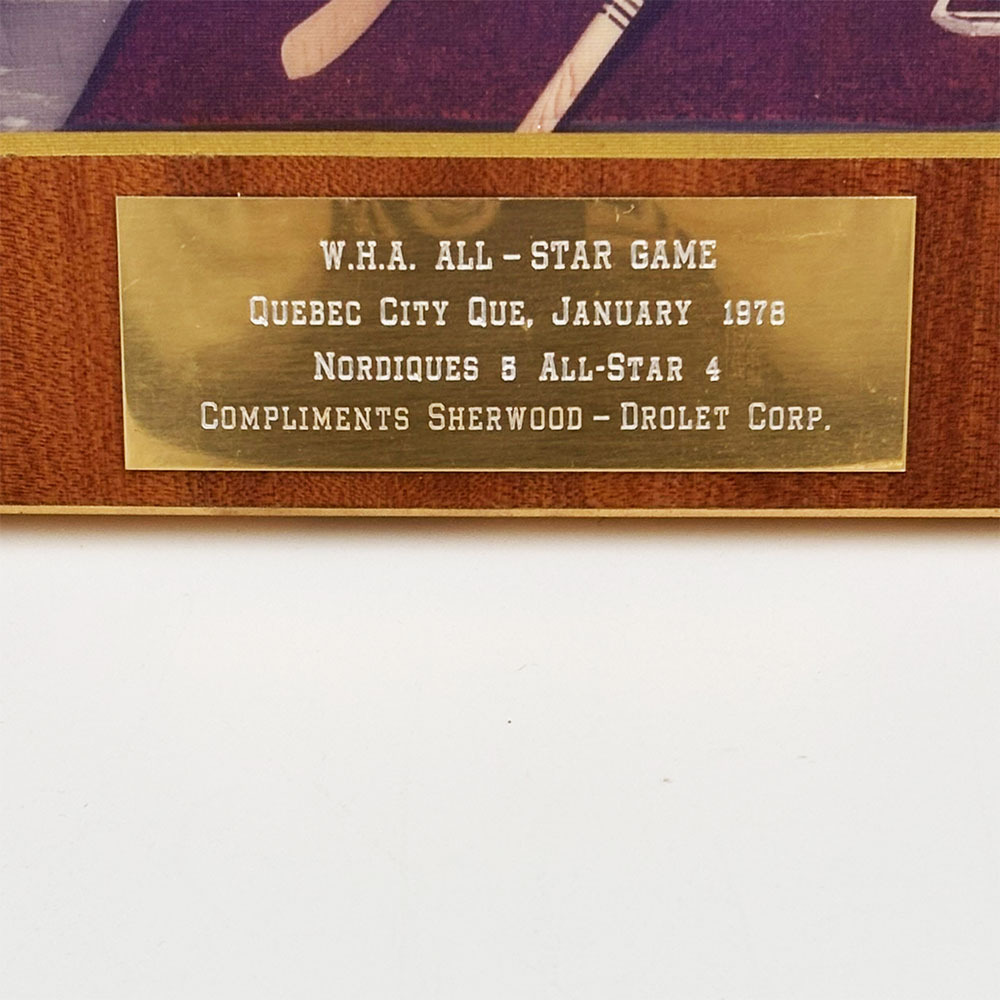 W.H.A. ALL – STAR GAME
QUEBEC CITY QUE, JANUARY 1978
NORDIQUES 5 ALL-STAR 4
COMPLIMENTS SHERWOOD – DROLET CORP.